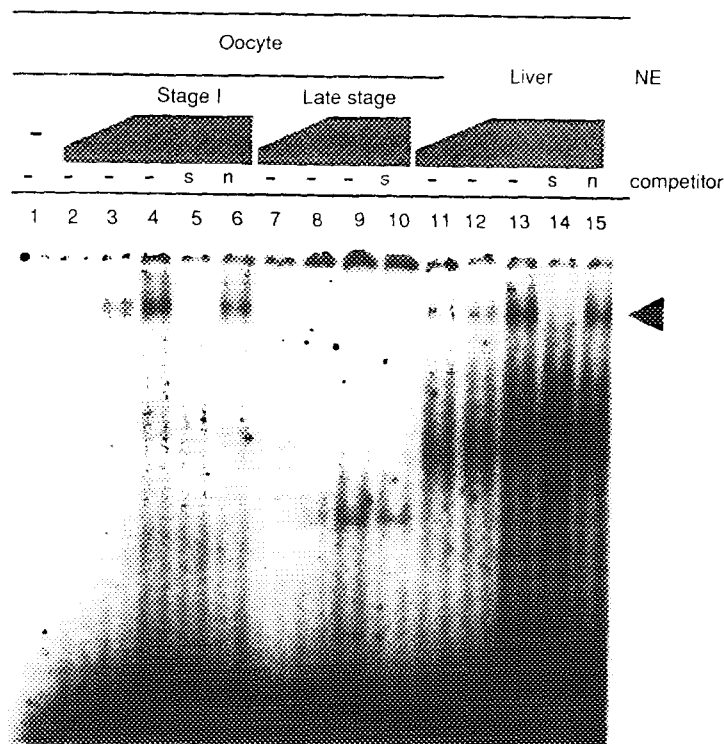 Oocyte
Liver NE
Stage I Late stage
-
- - - - s n - - - s - - - s n competitor
1 2 3 4 5 6 7 8 9 10 11 12 13 14 15